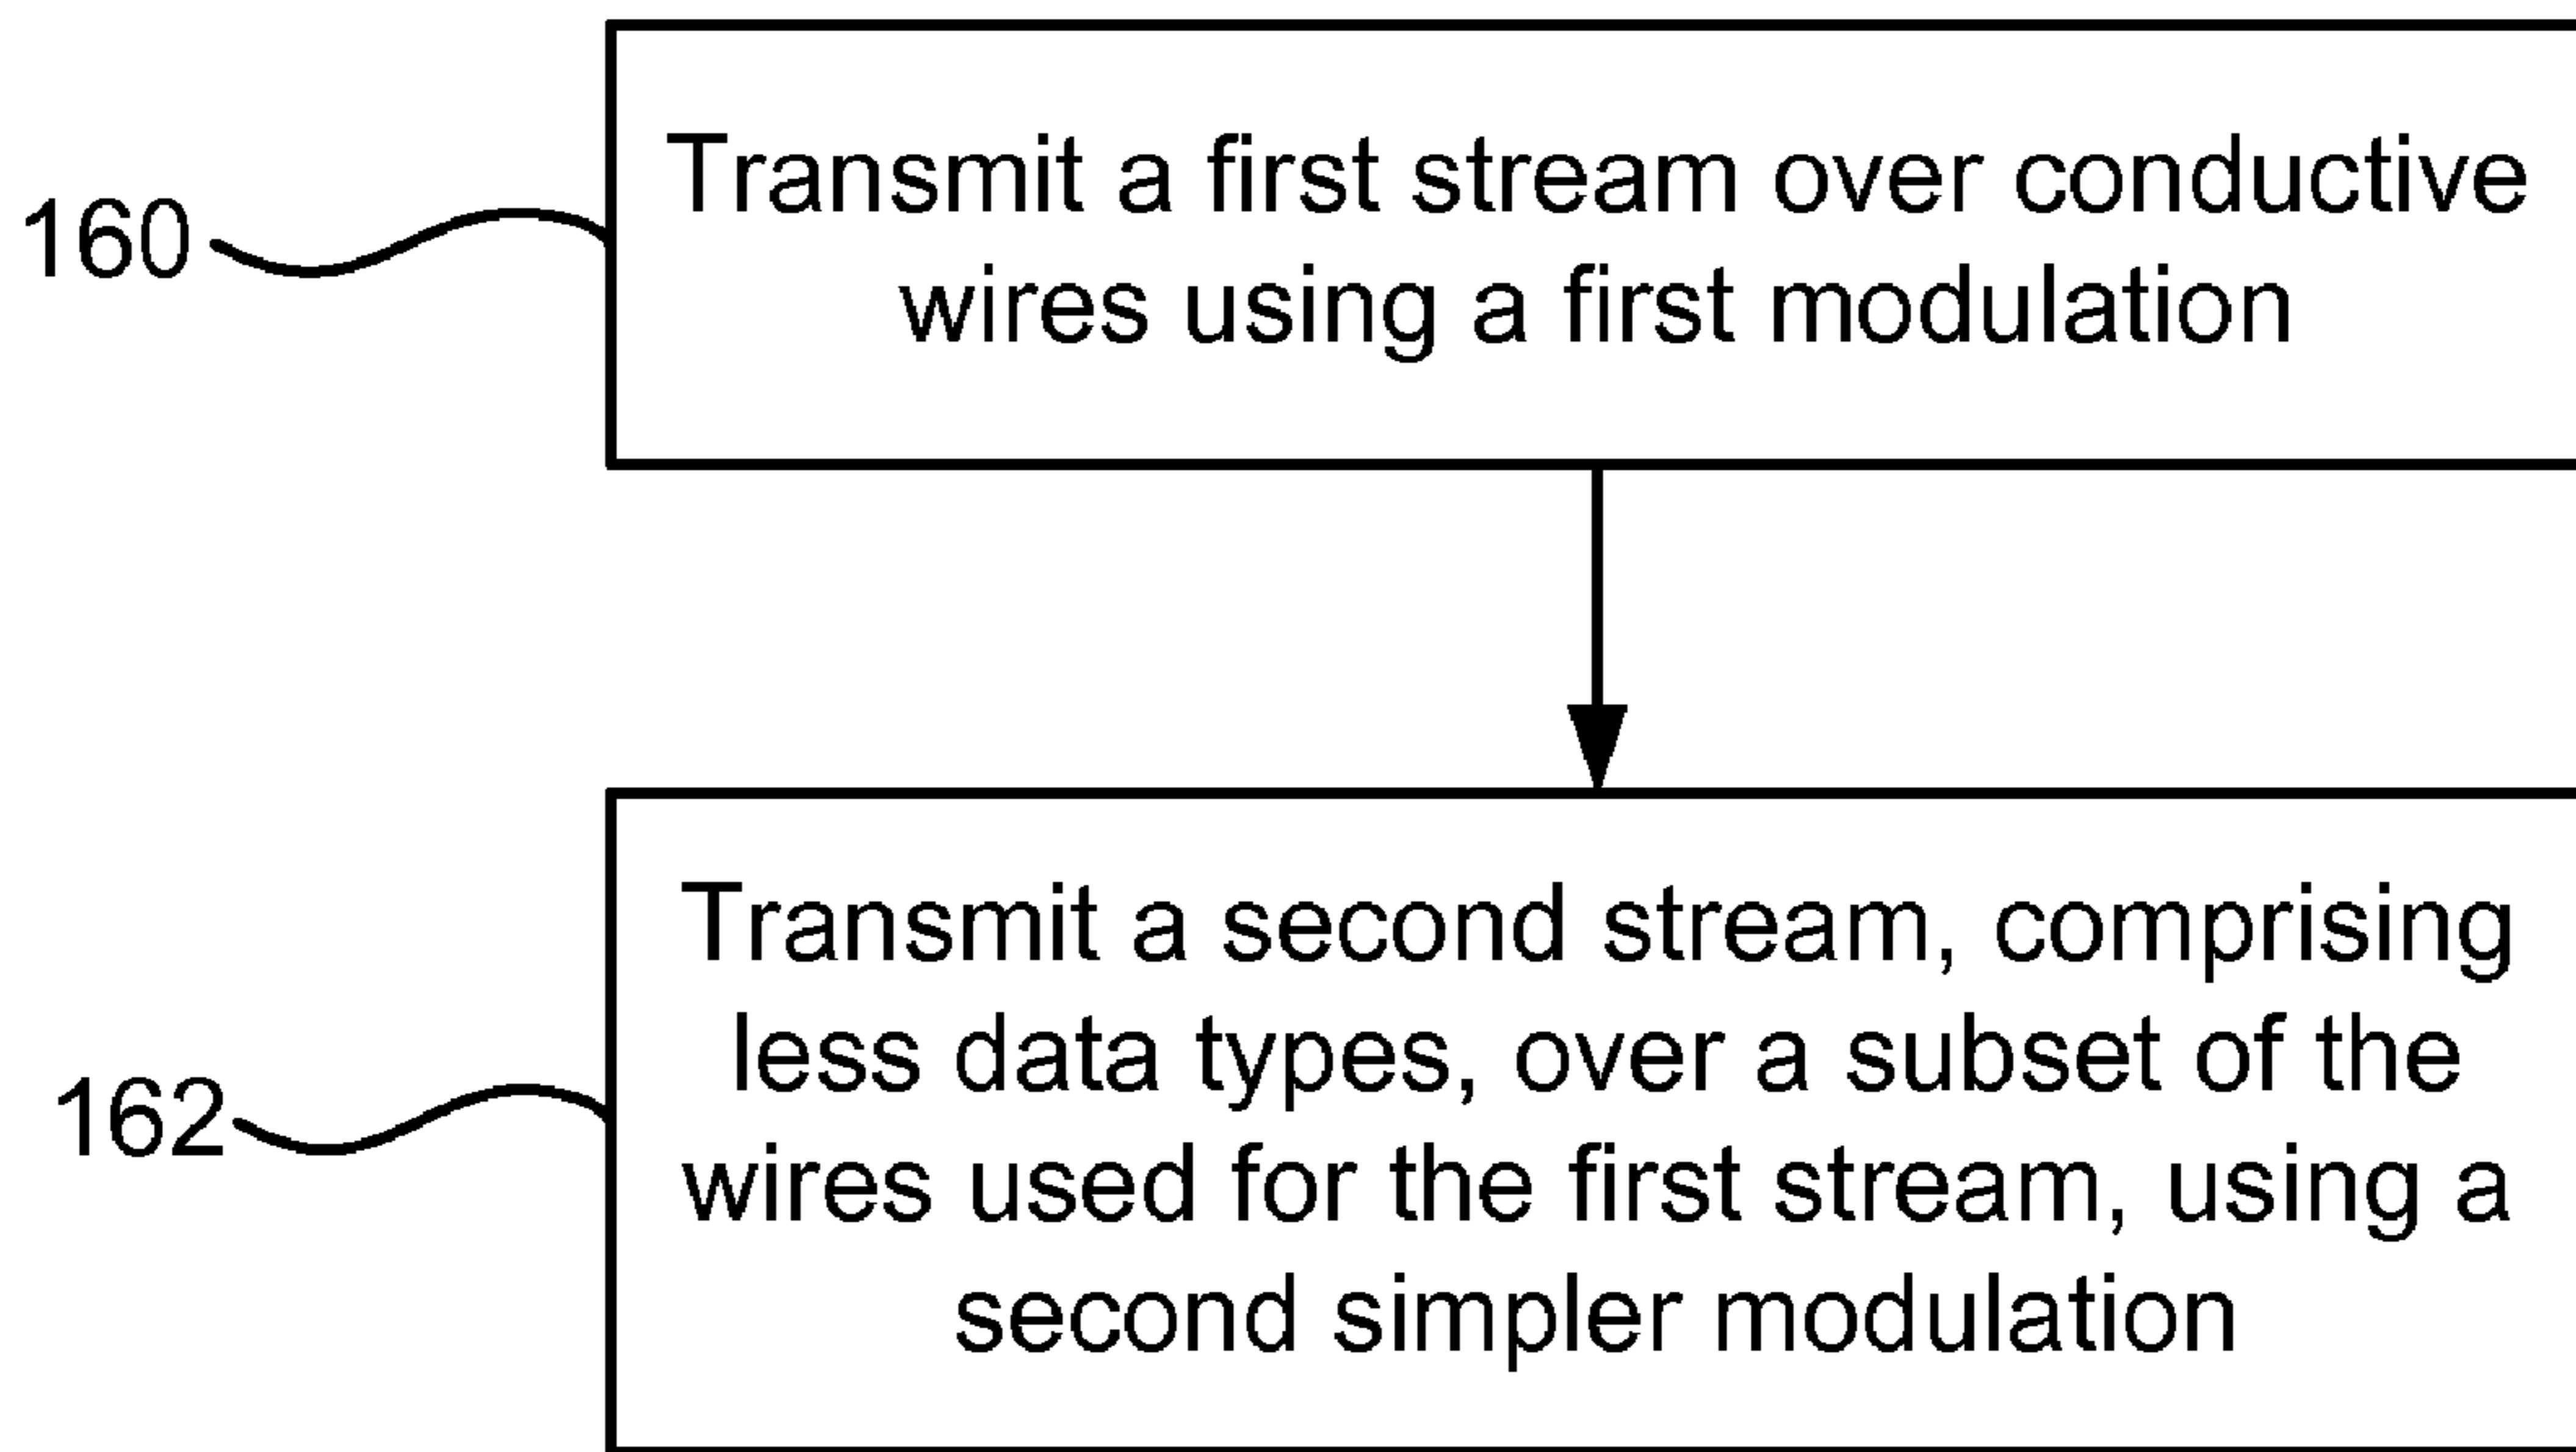 160
Transmit a first stream over conductive
wires using a first modulation
162
Transmit a second stream, comprising
less data types, over a subset of the
wires used for the first stream, using a
second simpler modulation